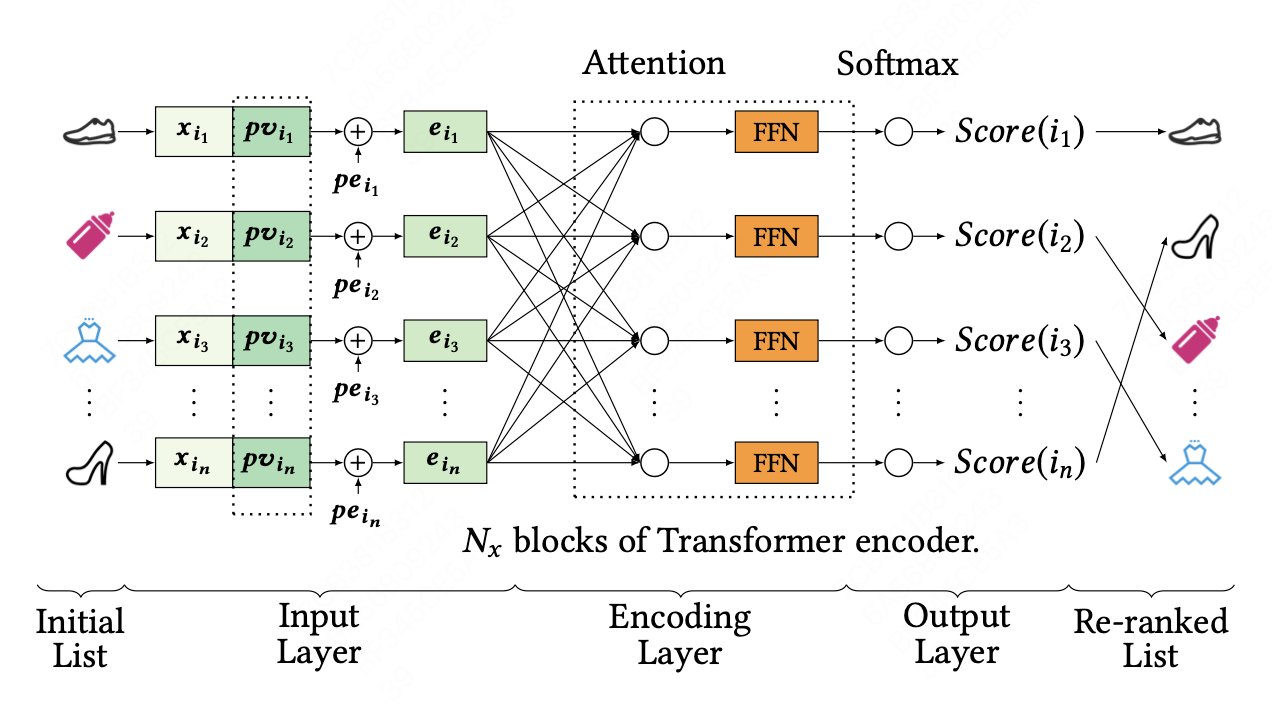 Attention Softmax
x_{i_1} pv_{i_1} + e_{i_1} FFN Score(i_1)
pe_{i_1}
x_{i_2} pv_{i_2} + e_{i_2} FFN Score(i_2)
pe_{i_2}
x_{i_3} pv_{i_3} + e_{i_3} FFN Score(i_3)
pe_{i_3}
x_{i_n} pv_{i_n} + e_{i_n} FFN Score(i_n)
pe_{i_n}
N_x blocks of Transformer encoder.
Initial
List
Input
Layer
Encoding
Layer
Output
Layer
Re-ranked
List